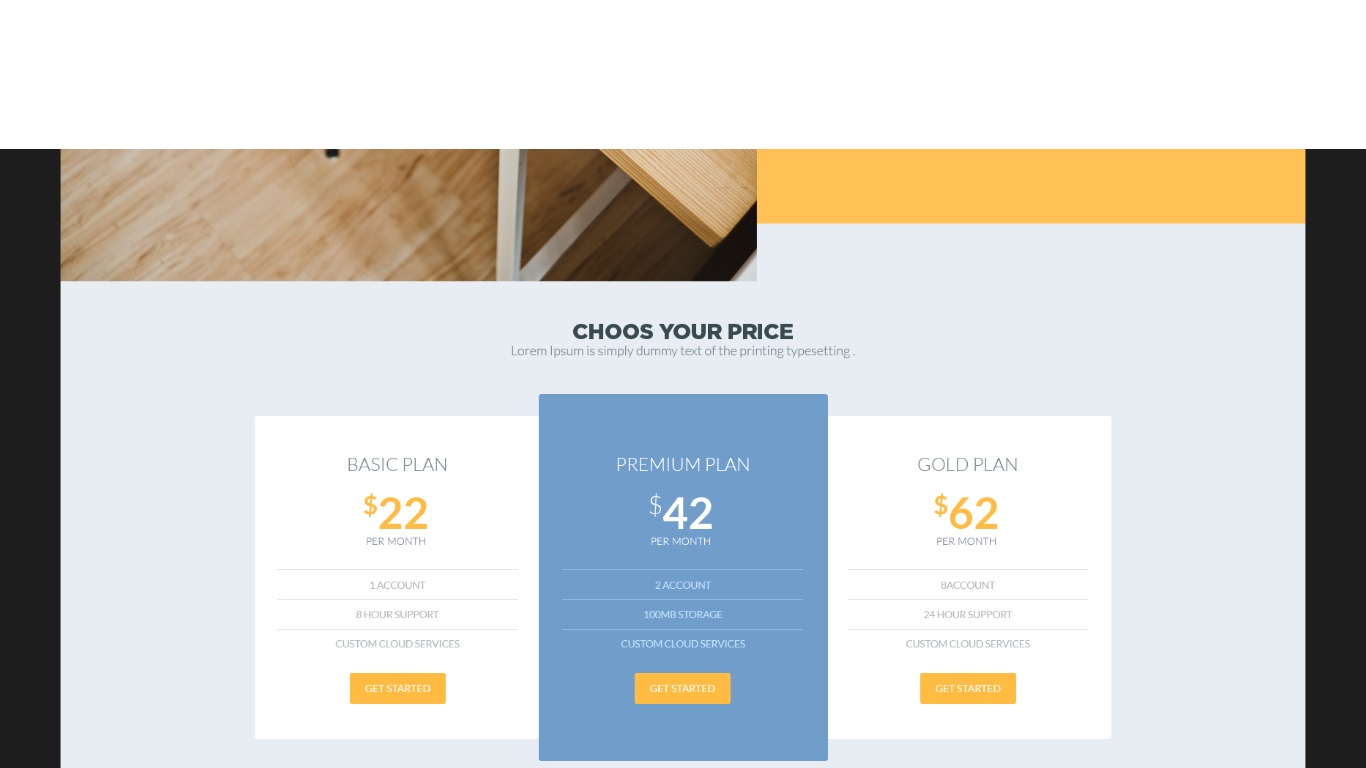 CHOOS YOUR PRICE
Lorem Ipsum is simply dummy text of the printing typesetting .
BASIC PLAN
$22
PER MONTH
1 ACCOUNT
8 HOUR SUPPORT
CUSTOM CLOUD SERVICES
GET STARTED
PREMIUM PLAN
$42
PER MONTH
2 ACCOUNT
100MB STORAGE
CUSTOM CLOUD SERVICES
GET STARTED
GOLD PLAN
$62
PER MONTH
8ACCOUNT
24 HOUR SUPPORT
CUSTOM CLOUD SERVICES
GET STARTED